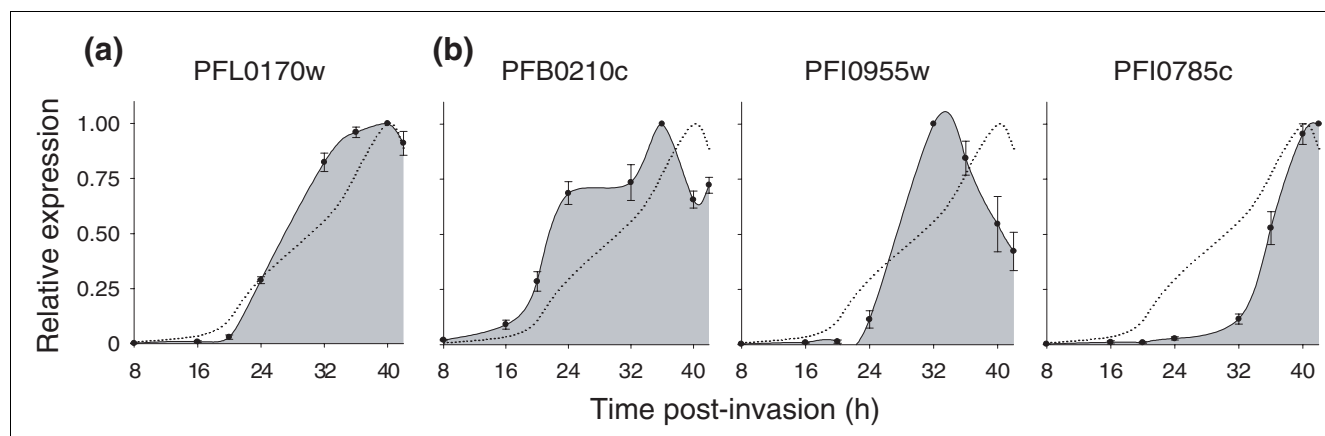 (a)
PFL0170w
(b)
PFB0210c
PFI0955w
PFI0785c
Relative expression
1.00
0.75
0.50
0.25
0
8 16 24 32 40
8 16 24 32 40
8 16 24 32 40
8 16 24 32 40
Time post-invasion (h)